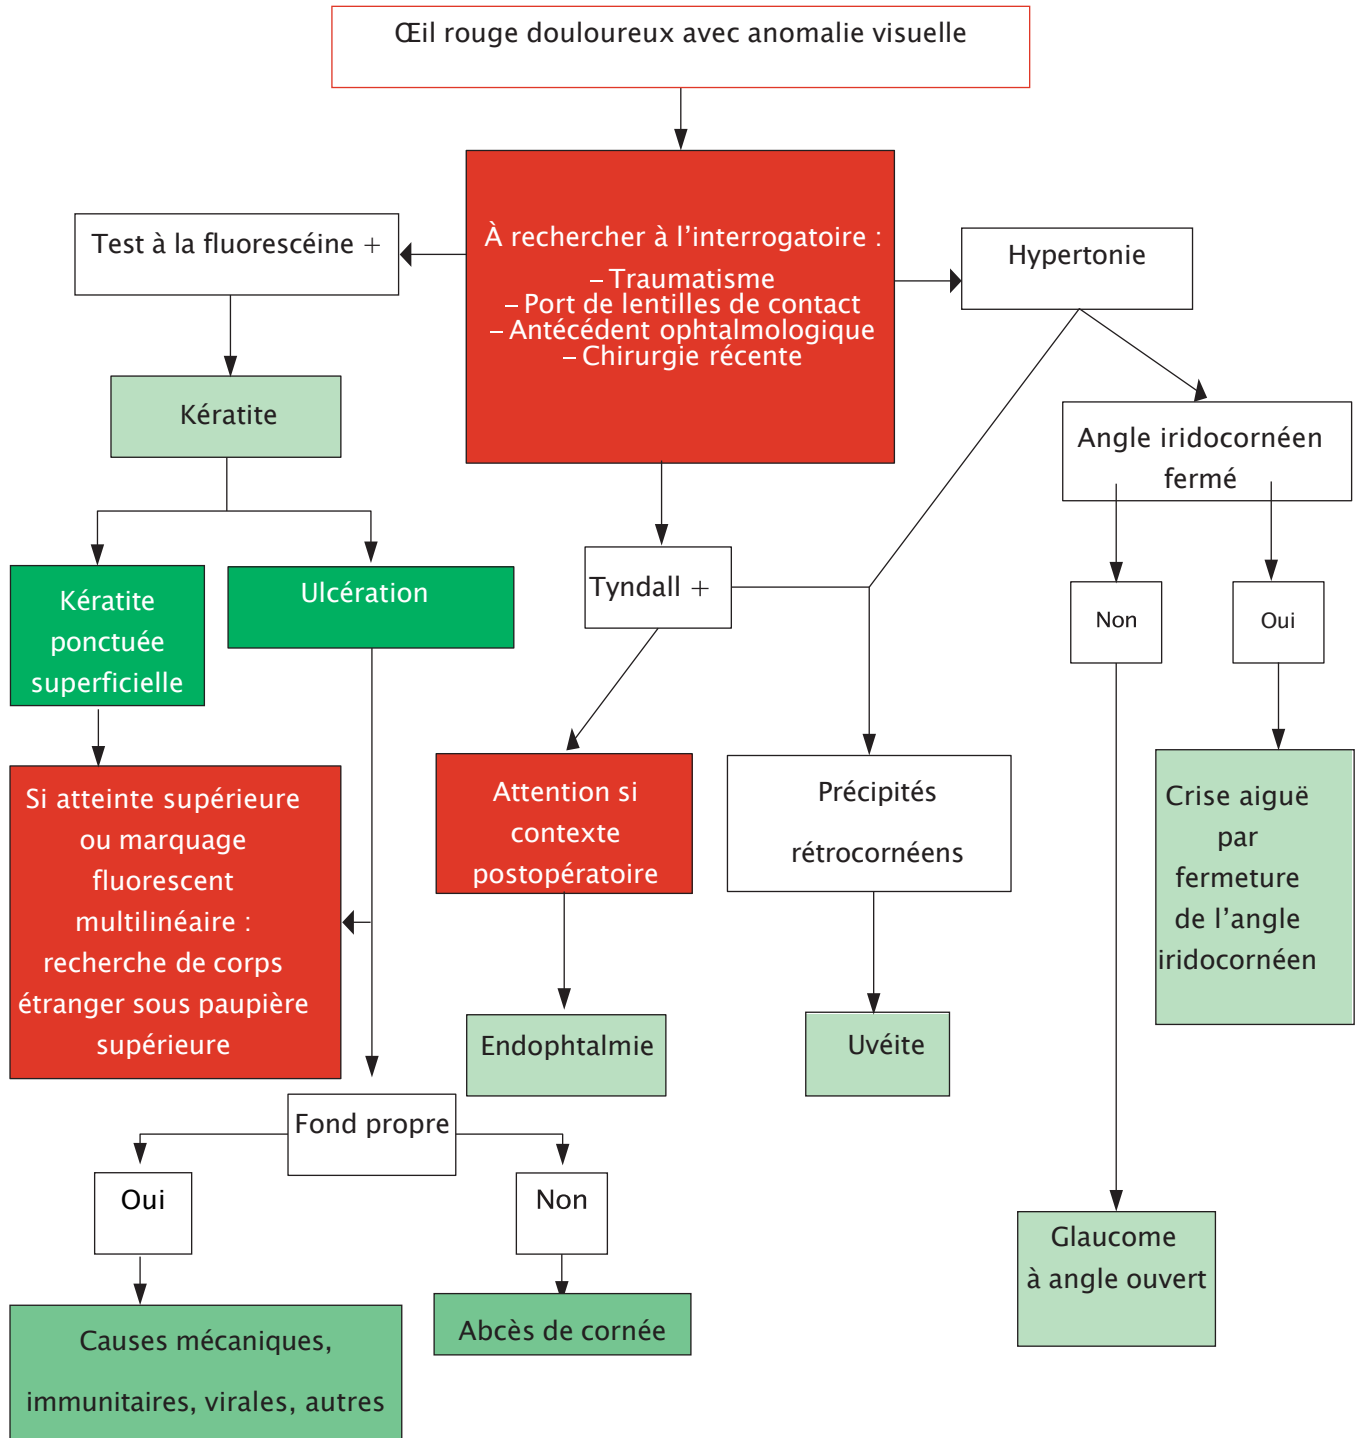 Œil rouge douloureux avec anomalie visuelle
À rechercher à l’interrogatoire :
– Traumatisme
– Port de lentilles de contact
– Antécédent ophtalmologique
– Chirurgie récente
Test à la fluorescéine +
Hypertonie
Kératite
Angle iridocornéen
fermé
Kératite
ponctuée
superficielle
Ulcération
Tyndall +
Non
Oui
Si atteinte supérieure
ou marquage
fluorescent
multilinéaire :
recherche de corps
étranger sous paupière
supérieure
Attention si
contexte
postopératoire
Précipités
rétrocornéens
Crise aiguë
par
fermeture
de l’angle
iridocornéen
Endophtalmie
Uvéite
Fond propre
Oui
Non
Glaucome
à angle ouvert
Causes mécaniques,
immunitaires, virales, autres
Abcès de cornée